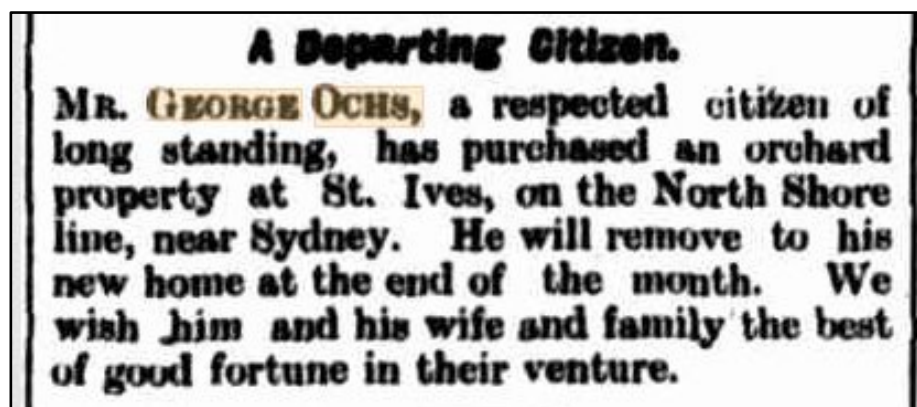 A Departing Citizen.
MR. GEORGE OCHS, a respected citizen of
long standing, has purchased an orchard
property at St. Ives, on the North Shore
line, near Sydney. He will remove to his
new home at the end of the month. We
wish him and his wife and family the best
of good fortune in their venture.